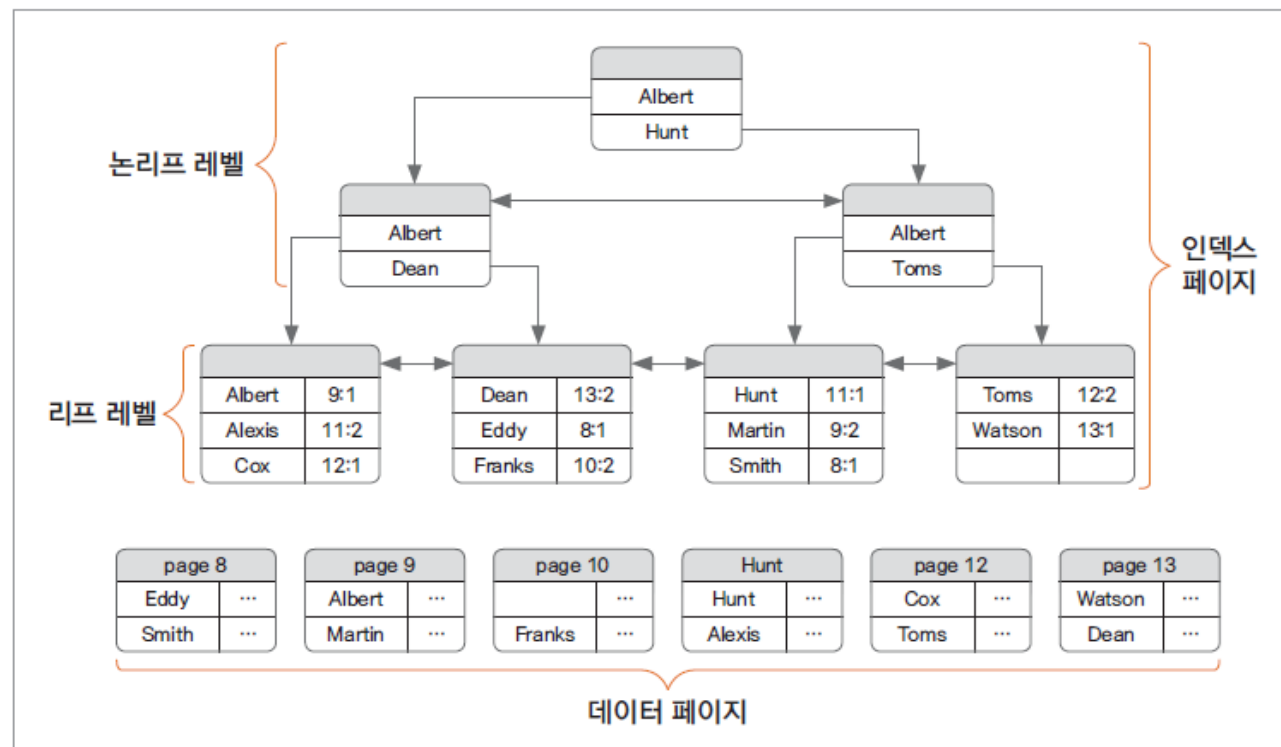 Albert
Hunt
논리프 레벨
Albert
Dean
Albert
Toms
인덱스
페이지
리프 레벨
Albert 9:1
Alexis 11:2
Cox 12:1
Dean 13:2
Eddy 8:1
Franks 10:2
Hunt 11:1
Martin 9:2
Smith 8:1
Toms 12:2
Watson 13:1
page 8
Eddy ...
Smith ...
page 9
Albert ...
Martin ...
page 10
...
Franks ...
Hunt
Hunt ...
Alexis ...
page 12
Cox ...
Toms ...
page 13
Watson ...
Dean ...
데이터 페이지